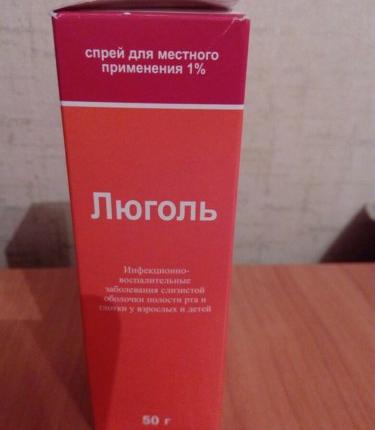 спрей для местного
применения 1%
Люголь
Инфекционно-
воспалительные
заболевания слизистой
оболочки полости рта и
глотки у взрослых и детей
50 г